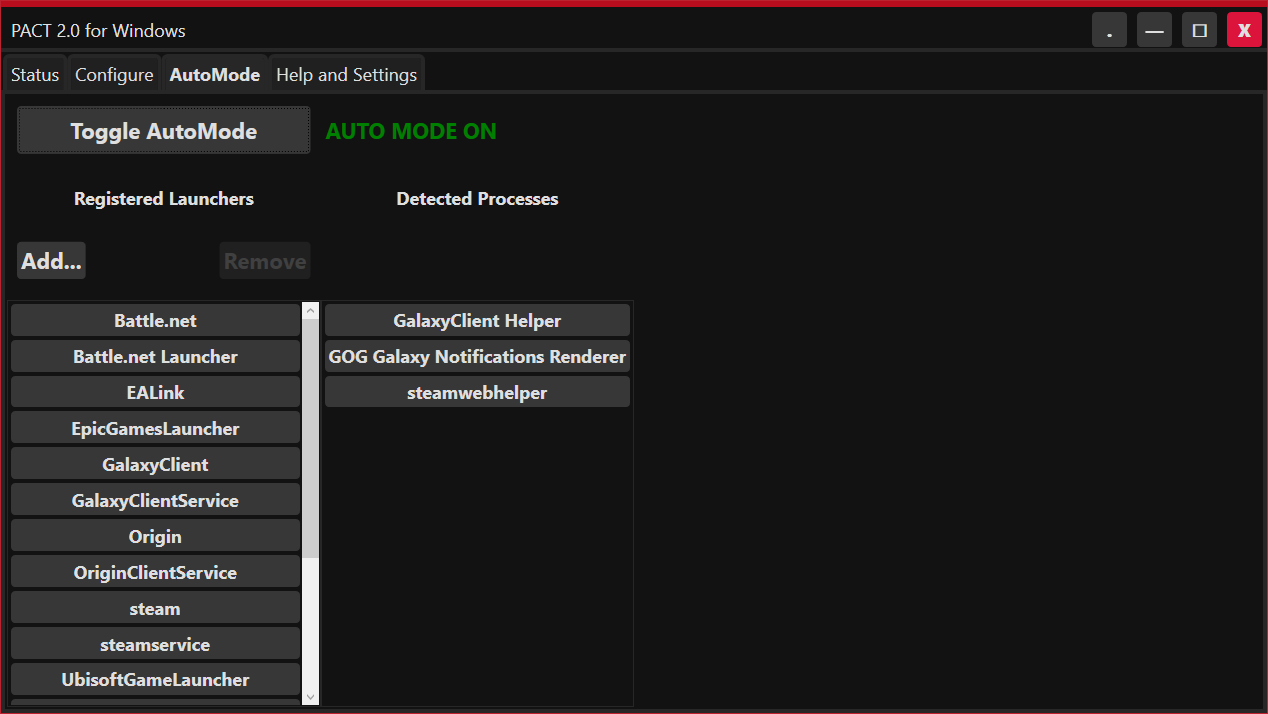 PACT 2.0 for Windows
. — X
Status Configure AutoMode Help and Settings
Toggle AutoMode AUTO MODE ON
Registered Launchers Detected Processes
Add... Remove
Battle.net GalaxyClient Helper
Battle.net Launcher GOG Galaxy Notifications Renderer
EALink steamwebhelper
EpicGamesLauncher
GalaxyClient
GalaxyClientService
Origin
OriginClientService
steam
steamservice
UbisoftGameLauncher